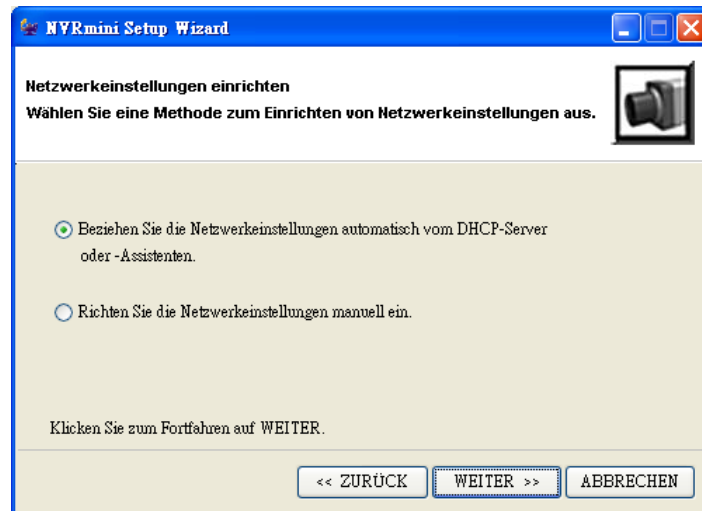 NVRmini Setup Wizard
Netzwerkeinstellungen einrichten
Wählen Sie eine Methode zum Einrichten von Netzwerkeinstellungen aus.
Beziehen Sie die Netzwerkeinstellungen automatisch vom DHCP-Server
oder -Assistenten.
Richten Sie die Netzwerkeinstellungen manuell ein.
Klicken Sie zum Fortfahren auf WEITER.
<< ZURÜCK WEITER >> ABBRECHEN